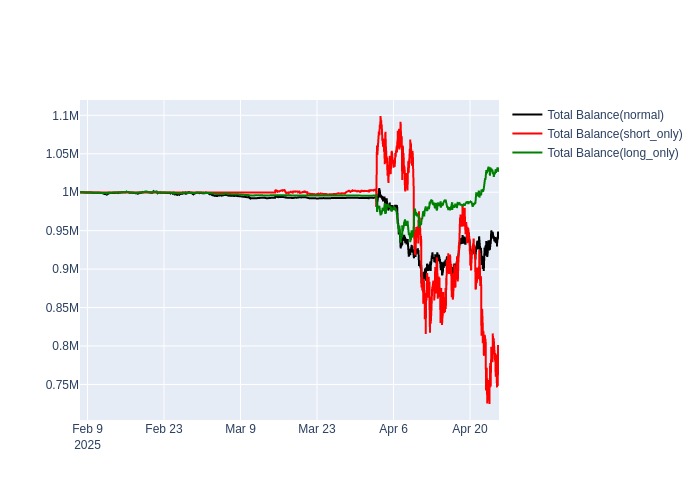 1.1M
1.05M
1M
0.95M
0.9M
0.85M
0.8M
0.75M
Feb 9
2025
Feb 23
Mar 9
Mar 23
Apr 6
Apr 20
Total Balance(normal)
Total Balance(short_only)
Total Balance(long_only)